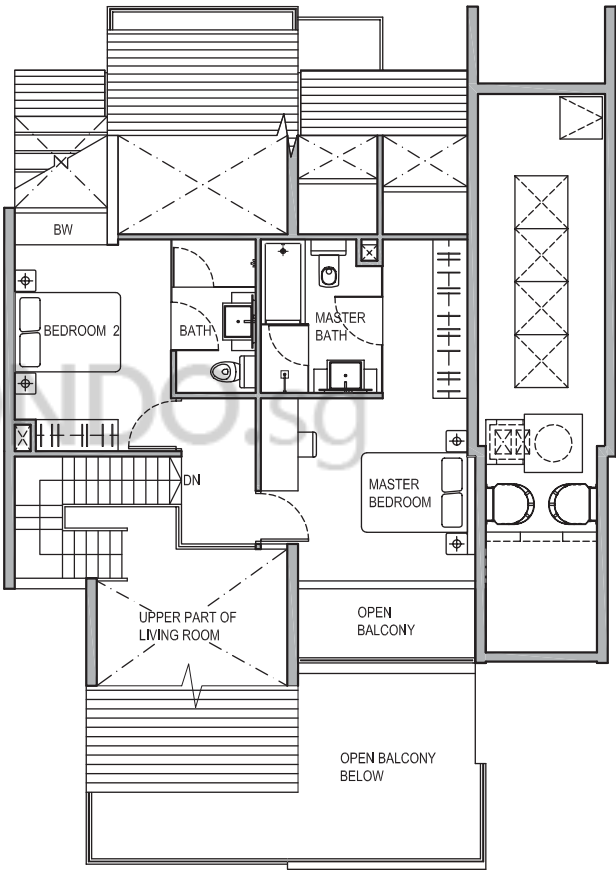 BW
BEDROOM 2
BATH
MASTER
BATH
NDO.sg
DN
MASTER
BEDROOM
UPPER PART OF
LIVING ROOM
OPEN
BALCONY
OPEN BALCONY
BELOW